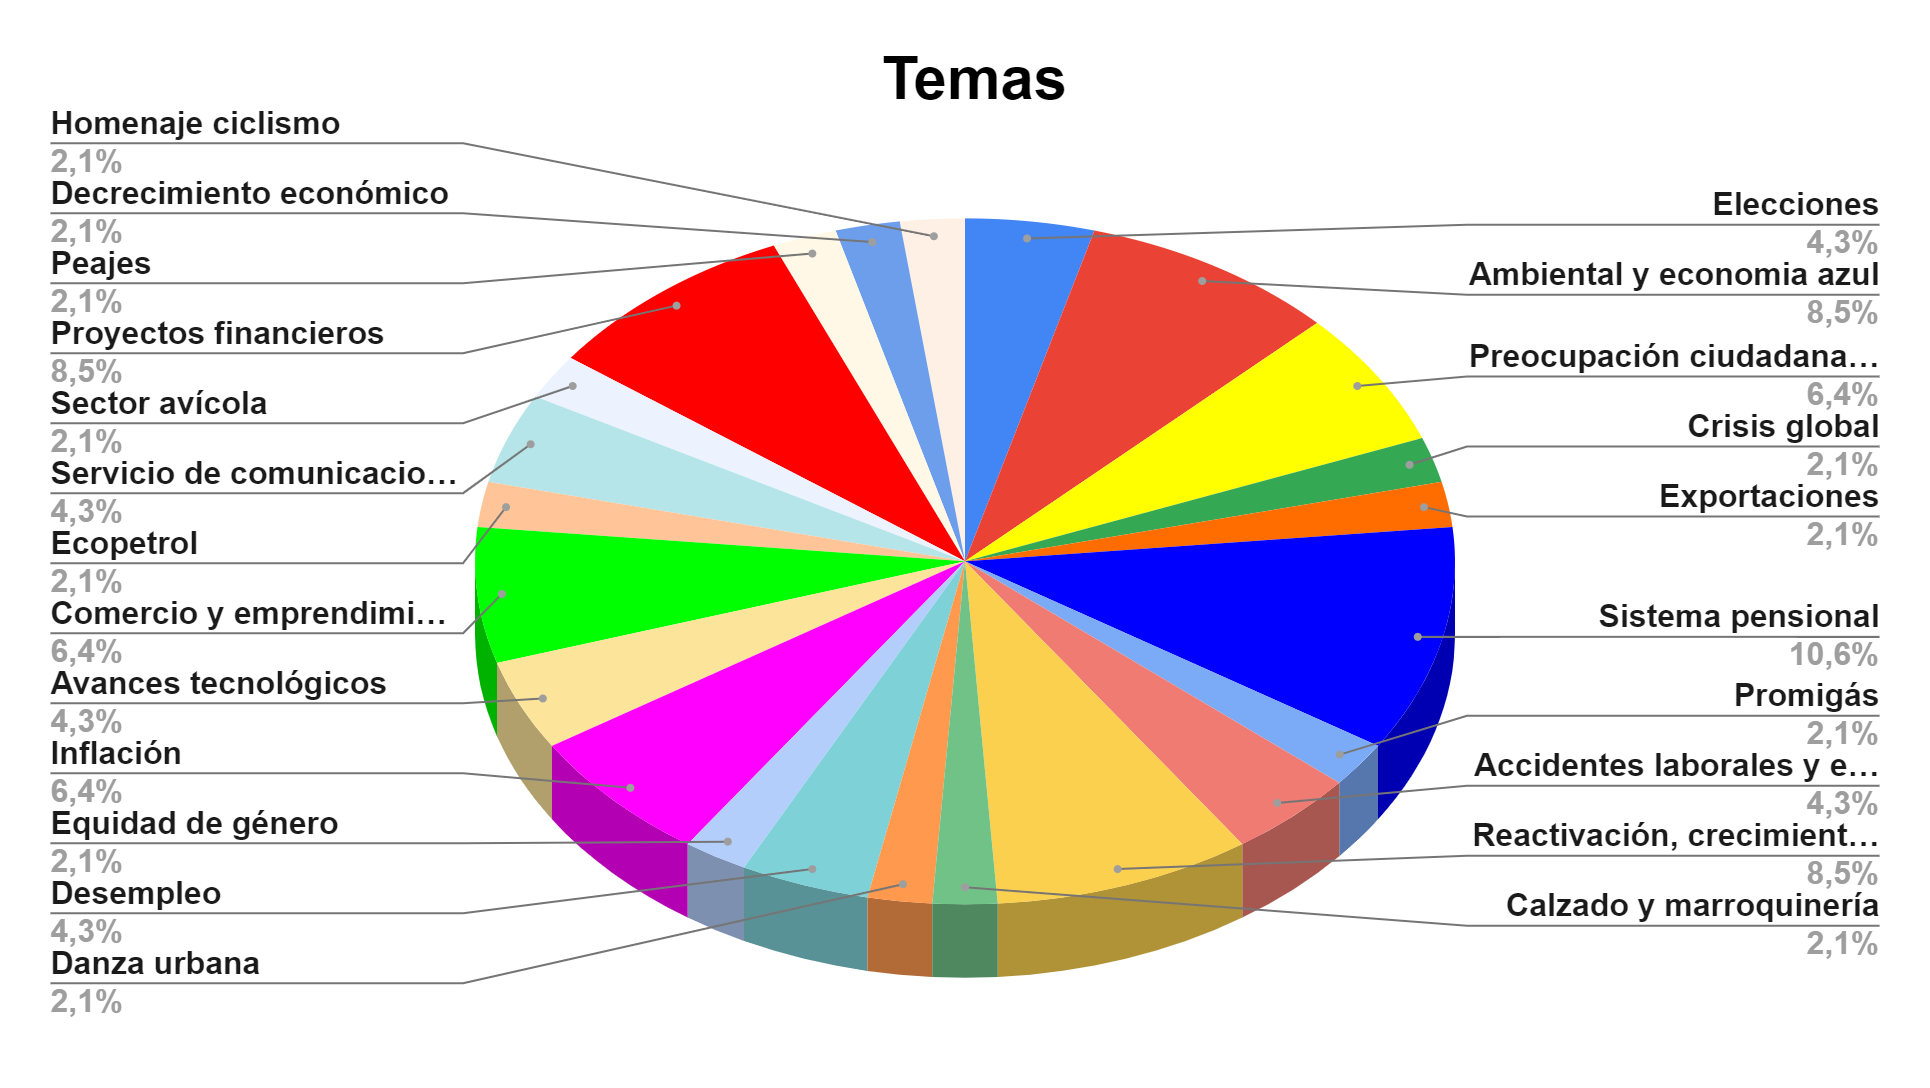 Temas
Homenaje ciclismo
2,1%
Decrecimiento económico
2,1%
Peajes
2,1%
Proyectos financieros
8,5%
Sector avícola
2,1%
Servicio de comunicacio…
4,3%
Ecopetrol
2,1%
Comercio y emprendimi…
6,4%
Avances tecnológicos
4,3%
Inflación
6,4%
Equidad de género
2,1%
Desempleo
4,3%
Danza urbana
2,1%
Elecciones
4,3%
Ambiental y economia azul
8,5%
Preocupación ciudadana…
6,4%
Crisis global
2,1%
Exportaciones
2,1%
Sistema pensional
10,6%
Promigás
2,1%
Accidentes laborales y e…
4,3%
Reactivación, crecimient…
8,5%
Calzado y marroquinería
2,1%